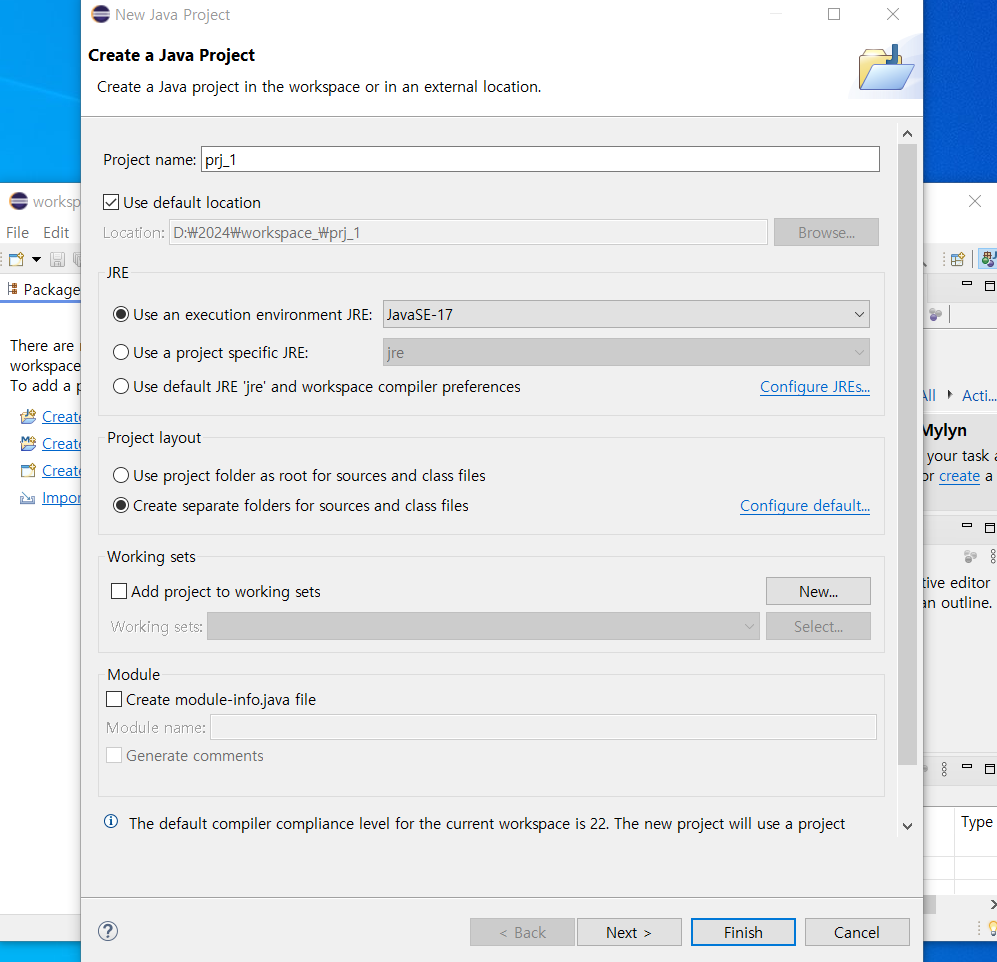 New Java Project
Create a Java Project
Create a Java project in the workspace or in an external location.
Project name: prj_1
Use default location
Location: D:₩2024₩workspace_₩prj_1 Browse...
JRE
Use an execution environment JRE: JavaSE-17
Use a project specific JRE: jre
Use default JRE 'jre' and workspace compiler preferences Configure JREs...
Project layout
Use project folder as root for sources and class files
Create separate folders for sources and class files Configure default...
Working sets
Add project to working sets New...
Working sets: Select...
Module
Create module-info.java file
Module name:
Generate comments
The default compiler compliance level for the current workspace is 22. The new project will use a project
< Back Next > Finish Cancel
worksp
File Edit
Package
There are
workspace
To add a p
Create
Create
Create
Impor
All Acti...
Mylyn
your task a
or create a
tive editor
an outline.
Type